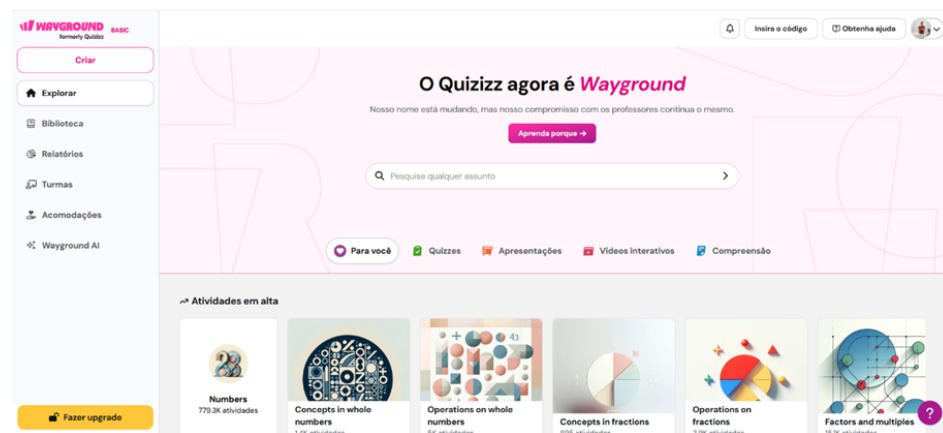 WAYGROUND BASIC
formerly Quizizz
Criar
Explorar
Biblioteca
Relatórios
Turmas
Acomodações
Wayground AI
Fazer upgrade
Insira o código
Obtenha ajuda
O Quizizz agora é Wayground
Nosso nome está mudando, mas nosso compromisso com os professores continua o mesmo.
Aprenda porque →
Pesquise qualquer assunto
Para você
Quizzes
Apresentações
Vídeos interativos
Compreensão
Atividades em alta
Numbers
779.3K atividades
Concepts in whole
numbers
Operations on whole
numbers
Concepts in fractions
Operations on
fractions
Factors and multiples
?